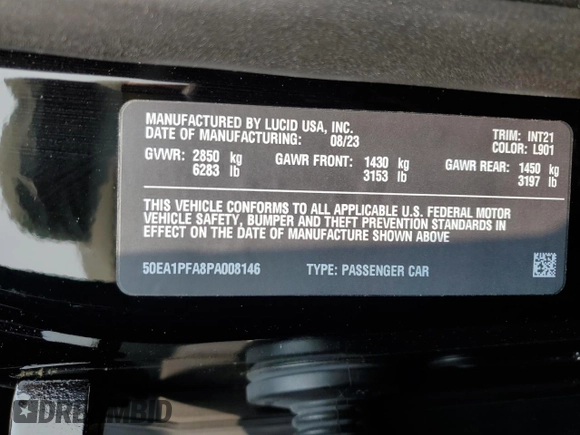 MANUFACTURED BY LUCID USA, INC.
DATE OF MANUFACTURING: 08/23
TRIM: INT21
COLOR: L901
GVWR: 2850 kg GAWR FRONT: 1430 kg GAWR REAR: 1450 kg
6283 lb 3153 lb 3197 lb
THIS VEHICLE CONFORMS TO ALL APPLICABLE U.S. FEDERAL MOTOR
VEHICLE SAFETY, BUMPER AND THEFT PREVENTION STANDARDS IN
EFFECT ON THE DATE OF MANUFACTURE SHOWN ABOVE
50EA1PFA8PA008146 TYPE: PASSENGER CAR
DREAMBID